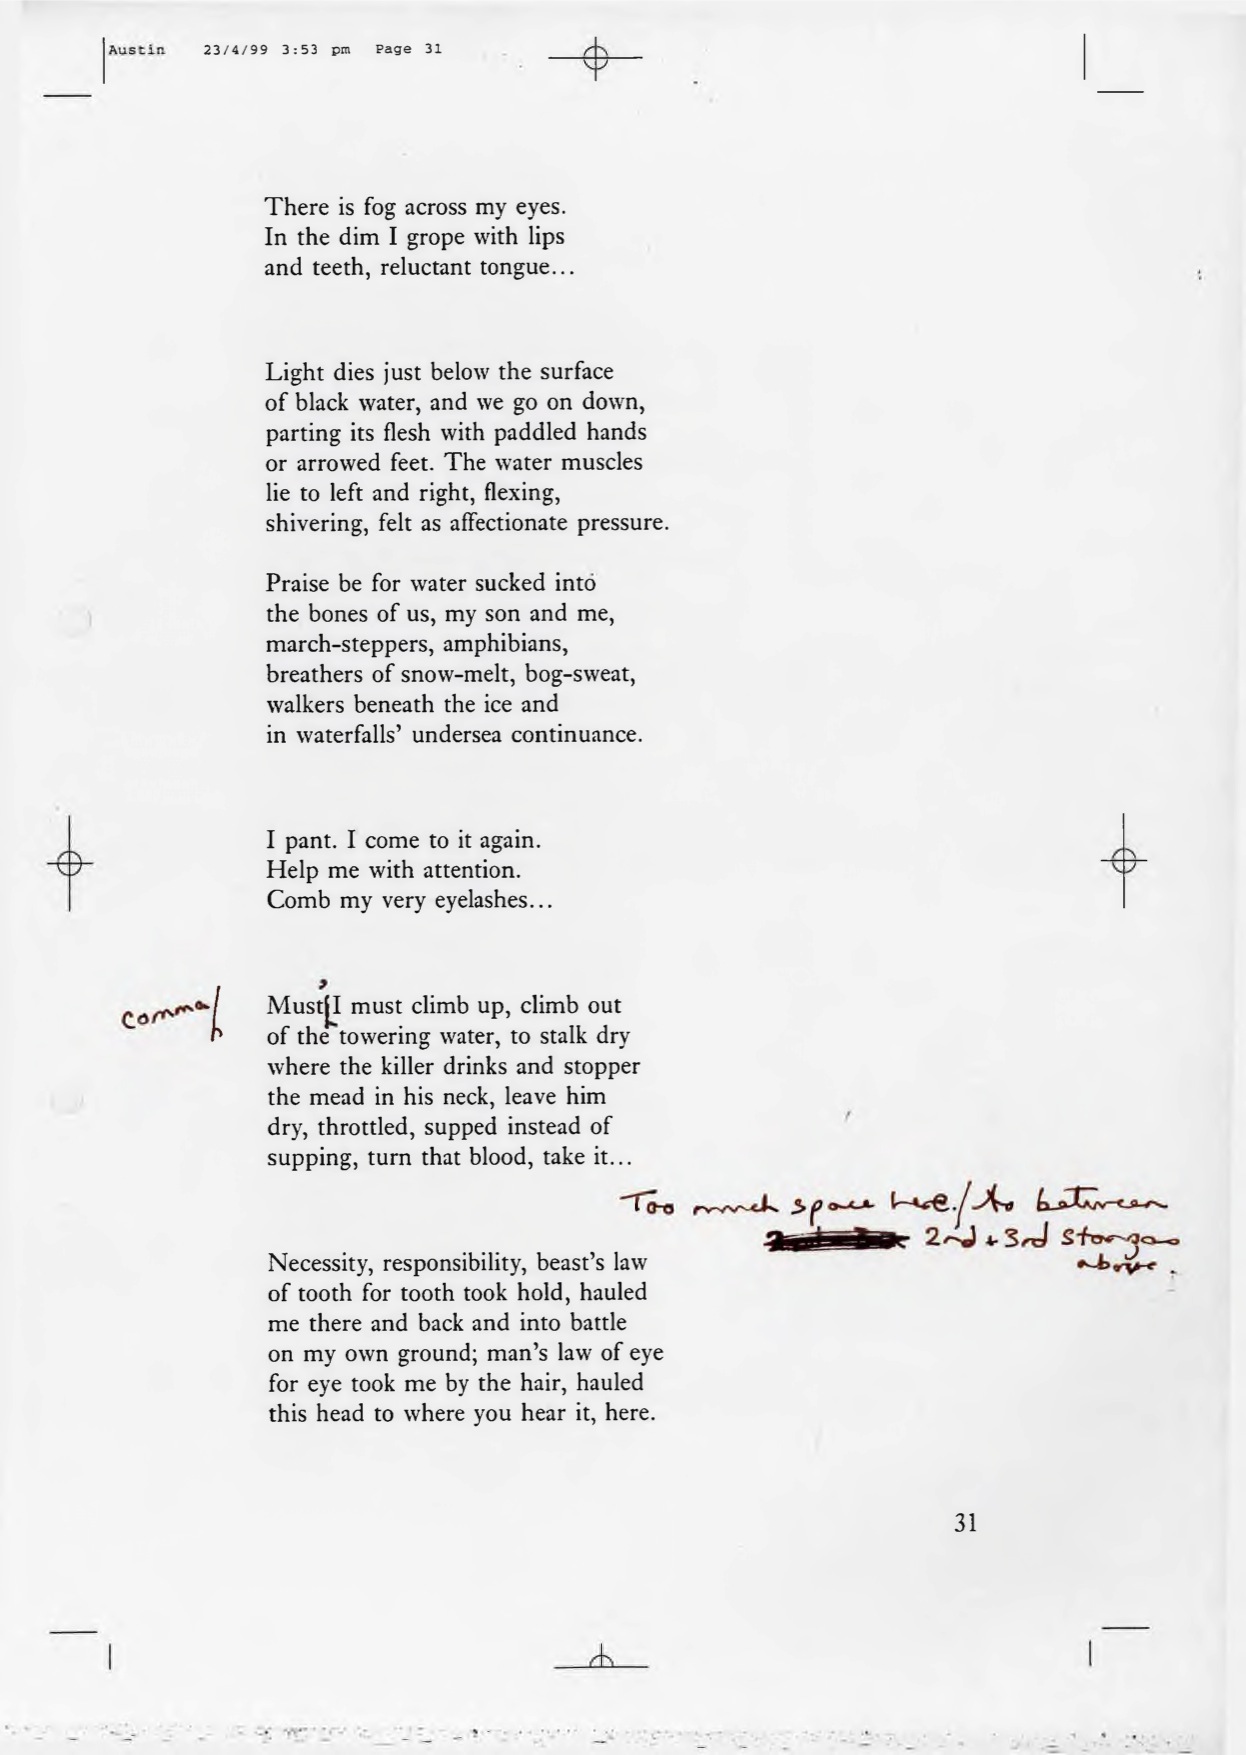 Austin 23/4/99 3:53 pm Page 31
There is fog across my eyes.
In the dim I grope with lips
and teeth, reluctant tongue...
Light dies just below the surface
of black water, and we go on down,
parting its flesh with paddled hands
or arrowed feet. The water muscles
lie to left and right, flexing,
shivering, felt as affectionate pressure.
Praise be for water sucked into
the bones of us, my son and me,
march-steppers, amphibians,
breathers of snow-melt, bog-sweat,
walkers beneath the ice and
in waterfalls' undersea continuance.
I pant. I come to it again.
Help me with attention.
Comb my very eyelashes...
comma/ Must, I must climb up, climb out
of the towering water, to stalk dry
where the killer drinks and stopper
the mead in his neck, leave him
dry, throttled, supped instead of
supping, turn that blood, take it...
Too much space here./As between
2nd + 3rd stanzas
above.
Necessity, responsibility, beast's law
of tooth for tooth took hold, hauled
me there and back and into battle
on my own ground; man's law of eye
for eye took me by the hair, hauled
this head to where you hear it, here.
31